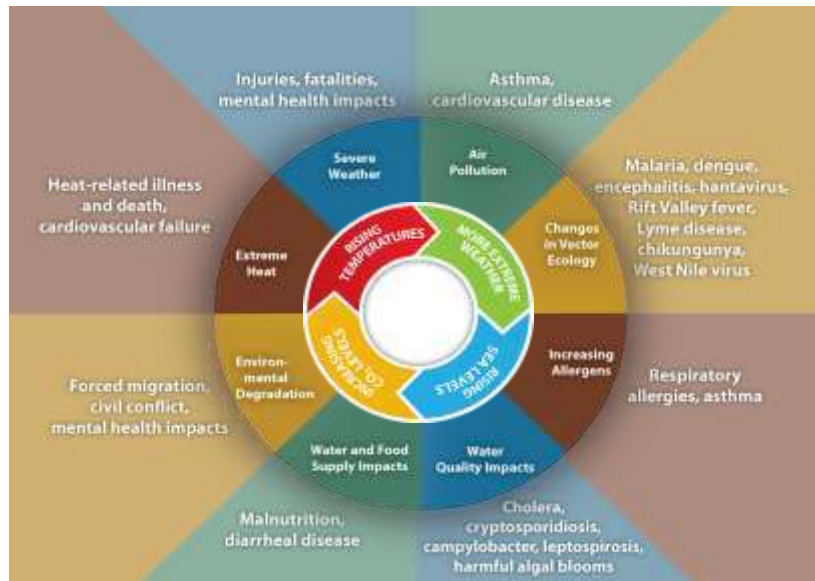 Injuries, fatalities,
mental health impacts
Asthma,
cardiovascular disease
Severe
Weather
Air
Pollution
Heat-related illness
and death,
cardiovascular failure
Malaria, dengue,
encephalitis, hantavirus,
Rift Valley fever,
Lyme disease,
chikungunya,
West Nile virus
Extreme
Heat
RISING
TEMPERATURES
MORE EXTREME
WEATHER
Changes
in Vector
Ecology
Environ-
mental
Degradation
INCREASING
CO₂ LEVELS
RISING
SEA LEVELS
Increasing
Allergens
Forced migration,
civil conflict,
mental health impacts
Respiratory
allergies, asthma
Water and Food
Supply Impacts
Water
Quality Impacts
Malnutrition,
diarrheal disease
Cholera,
cryptosporidiosis,
campylobacter, leptospirosis,
harmful algal blooms